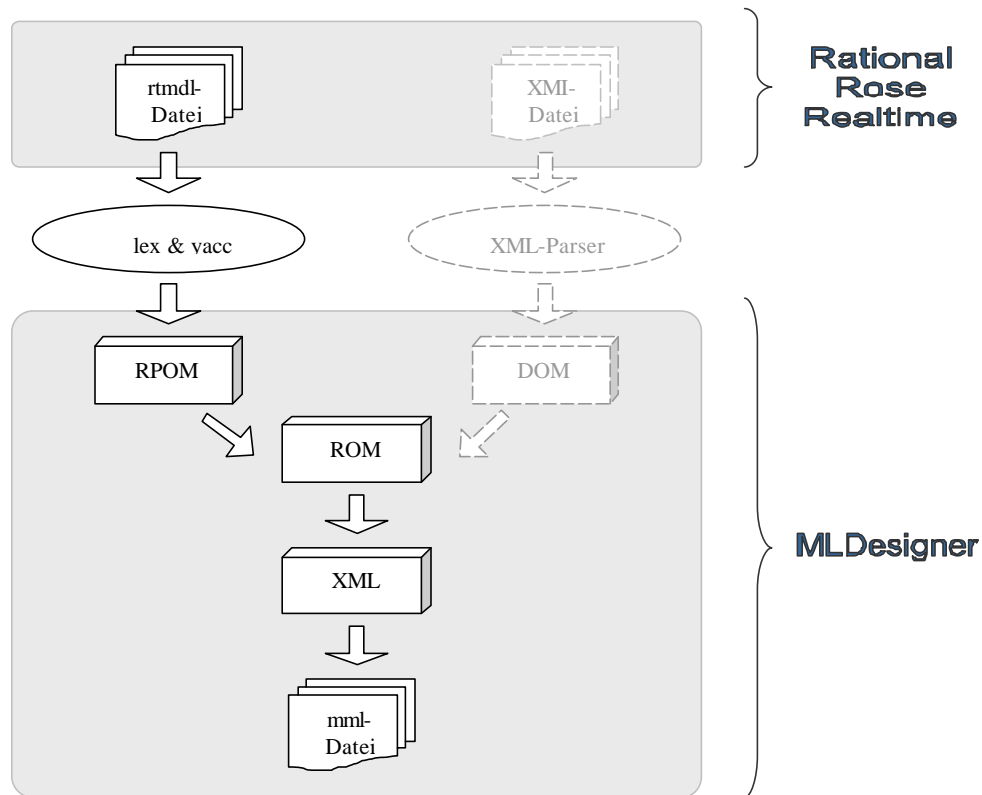 rtmdl-
Datei
XMI-
Datei
Rational
Rose
Realtime
lex & yacc
XML-Parser
RPOM
DOM
ROM
XML
mml-
Datei
MLDesigner